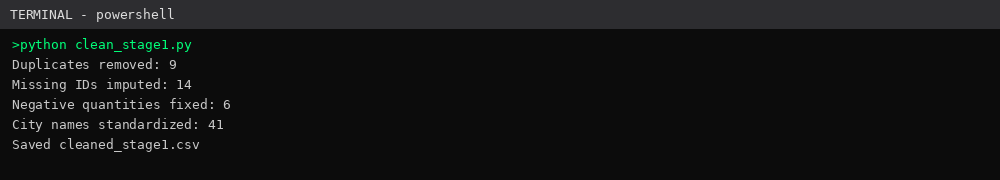 TERMINAL - powershell
>python clean_stage1.py
Duplicates removed: 9
Missing IDs imputed: 14
Negative quantities fixed: 6
City names standardized: 41
Saved cleaned_stage1.csv